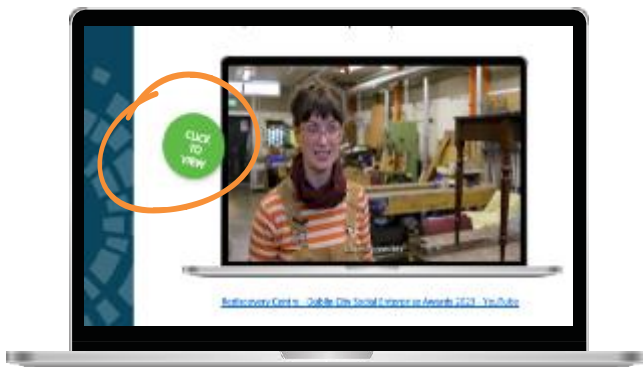 CLICK
TO
VIEW
Rediscovery Centre - Dublin City Social Enterprise Awards 2023 - YouTube